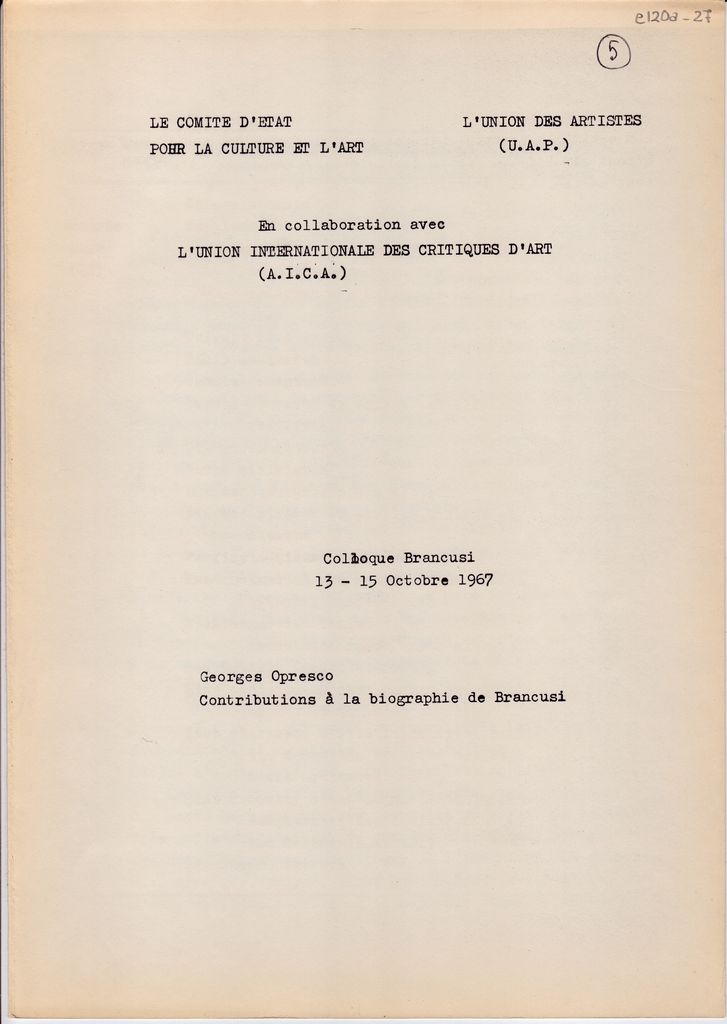 e120a-27
5
LE COMITE D'ETAT
POHR LA CULTURE ET L'ART
L'UNION DES ARTISTES
(U.A.P.)
En collaboration avec
L'UNION INTERNATIONALE DES CRITIQUES D'ART
(A.I.C.A.)
Colloque Brancusi
13 - 15 Octobre 1967
Georges Opresco
Contributions à la biographie de Brancusi